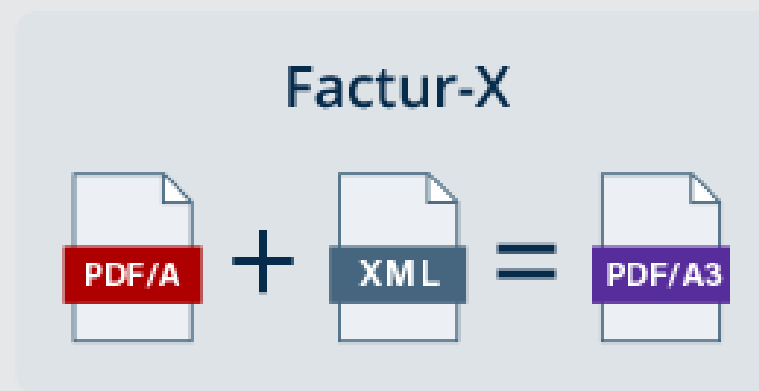 Factur-X
PDF/A + XML = PDF/A3